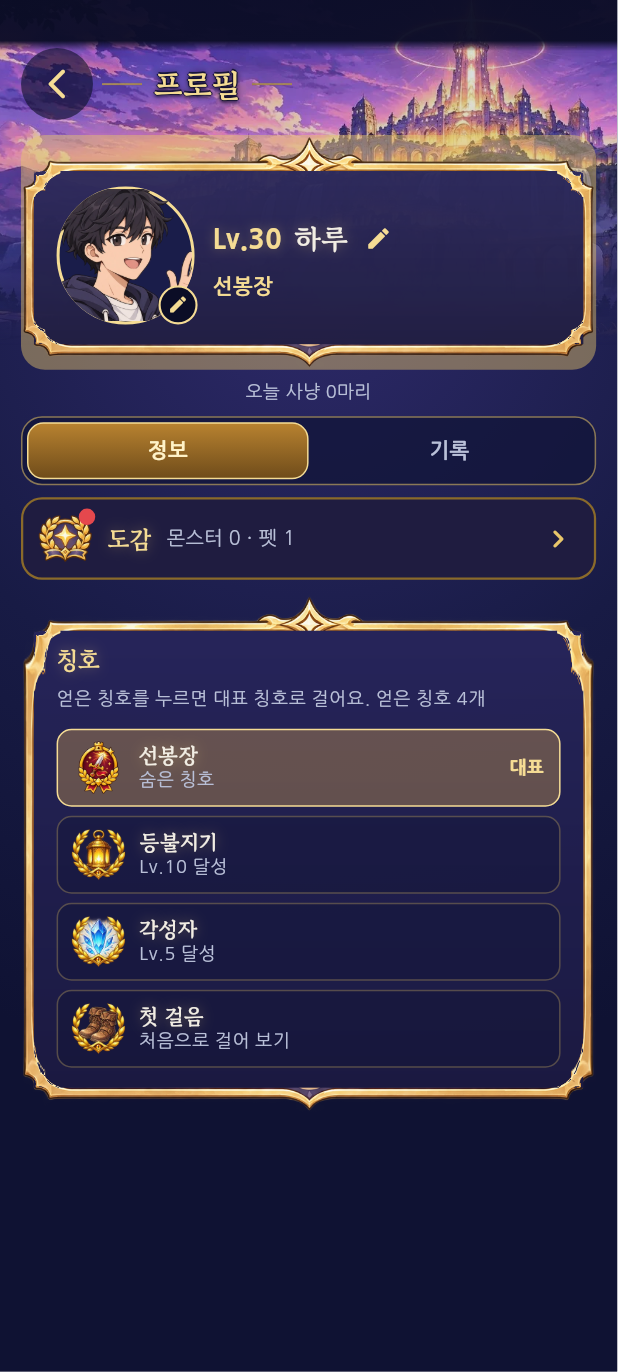 프로필
Lv.30 하루
선봉장
오늘 사냥 0마리
정보
기록
도감 몬스터 0 · 펫 1
칭호
얻은 칭호를 누르면 대표 칭호로 걸어요. 얻은 칭호 4개
선봉장
숨은 칭호
대표
등불지기
Lv.10 달성
각성자
Lv.5 달성
첫 걸음
처음으로 걸어 보기